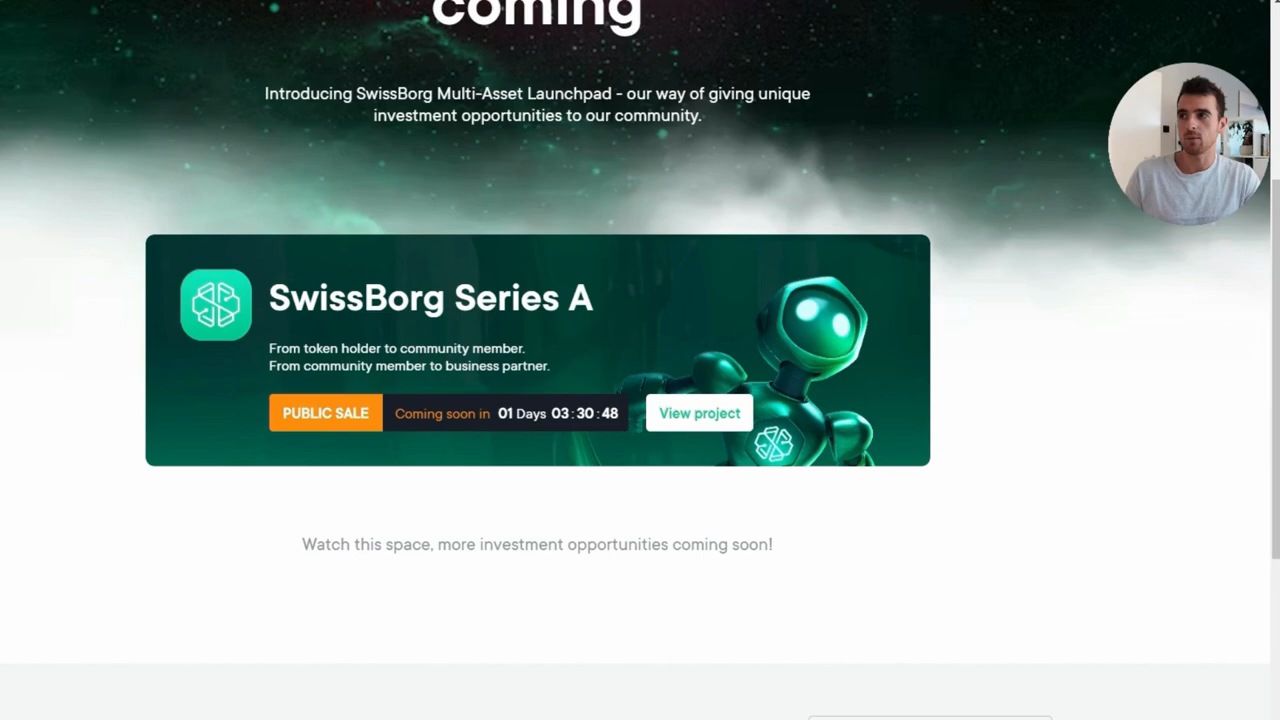 coming
Introducing SwissBorg Multi-Asset Launchpad - our way of giving unique
investment opportunities to our community.
SwissBorg Series A
From token holder to community member.
From community member to business partner.
PUBLIC SALE Coming soon in 01 Days 03:30:48 View project
Watch this space, more investment opportunities coming soon!